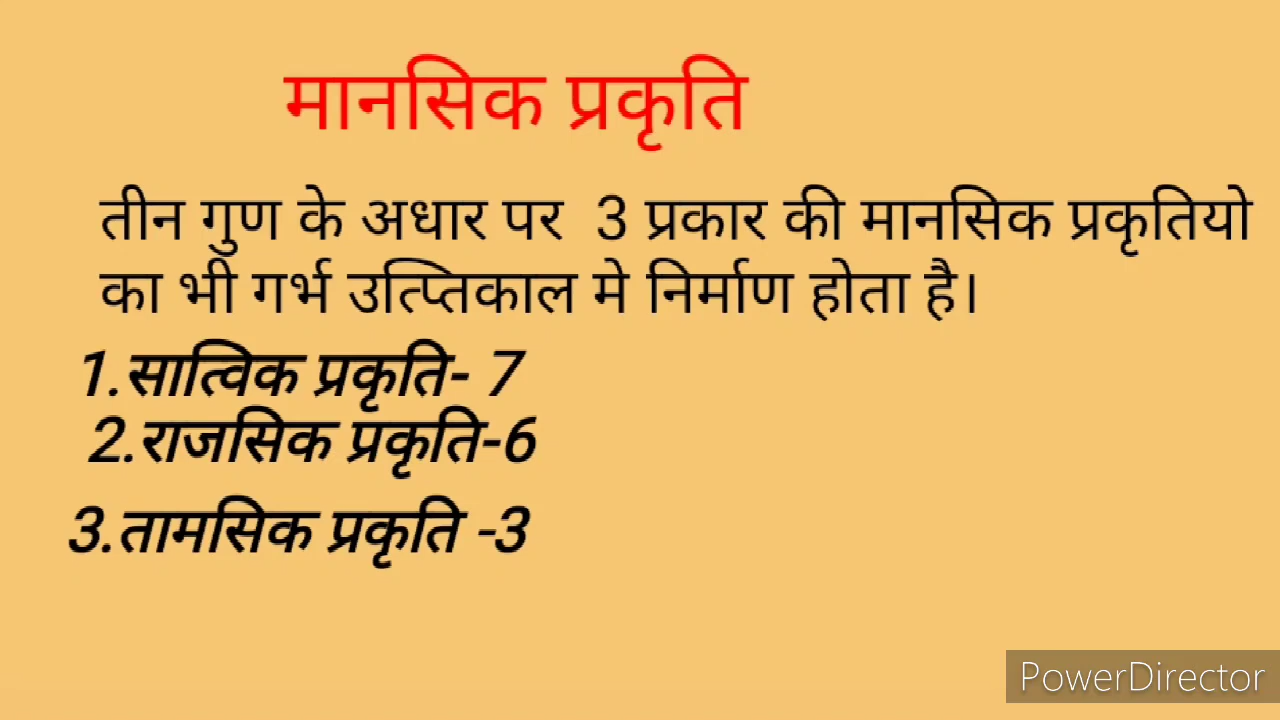 मानसिक प्रकृति
तीन गुण के अधार पर 3 प्रकार की मानसिक प्रकृतियो
का भी गर्भ उत्प्तिकाल मे निर्माण होता है।
1.सात्विक प्रकृति- 7
2.राजसिक प्रकृति-6
3.तामसिक प्रकृति -3
PowerDirector